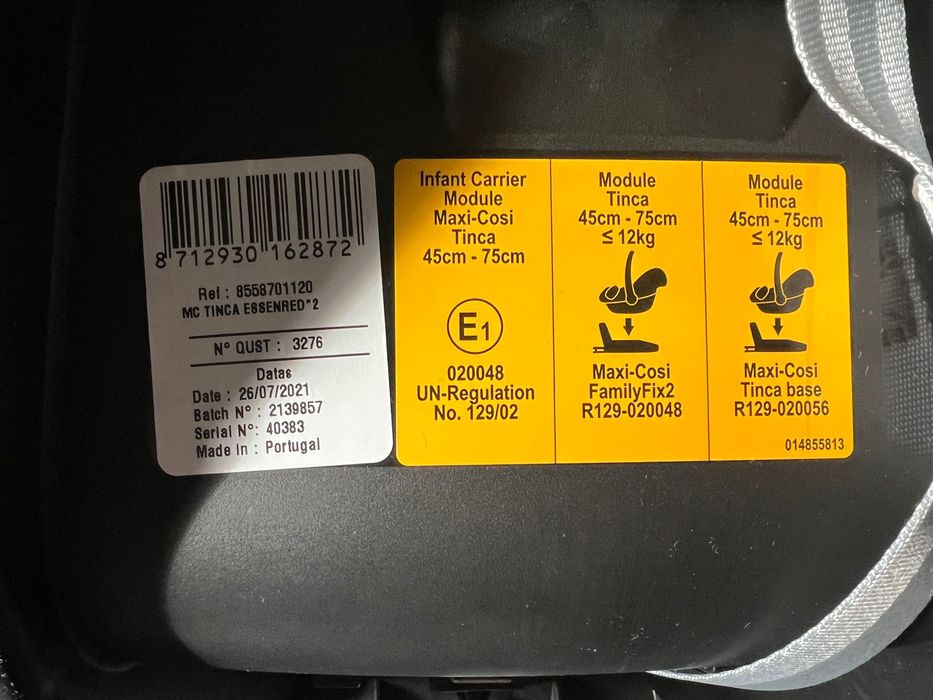 8 712930 162872
Ref : 8558701120
MC TINCA ESSENRED*2
N° QUST : 3276
Datas
Date : 26/07/2021
Batch N° : 2139857
Serial N°: 40383
Made in : Portugal
Infant Carrier
Module
Maxi-Cosi
Tinca
45cm - 75cm
E1
020048
UN-Regulation
No. 129/02
Module
Tinca
45cm - 75cm
≤ 12kg
Maxi-Cosi
FamilyFix2
R129-020048
Module
Tinca
45cm - 75cm
≤ 12kg
Maxi-Cosi
Tinca base
R129-020056
014855813